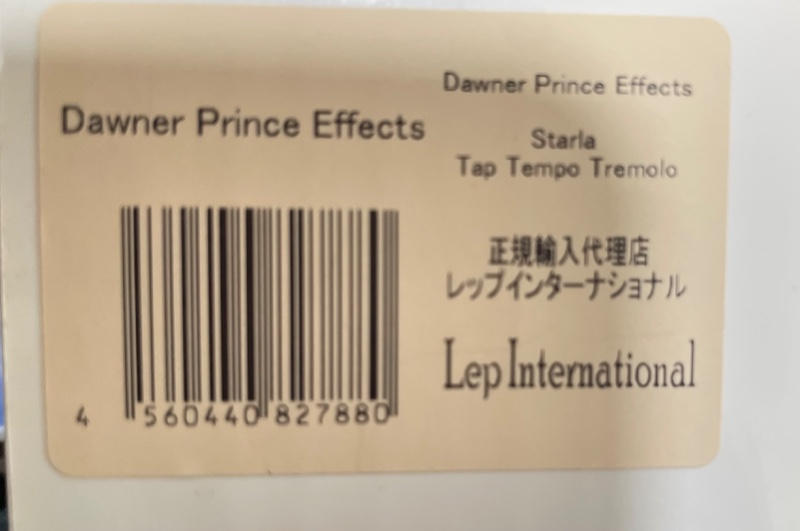 Dawner Prince Effects
4 560440 827880
Dawner Prince Effects
Starla
Tap Tempo Tremolo
正規輸入代理店
レップインターナショナル
Lep International